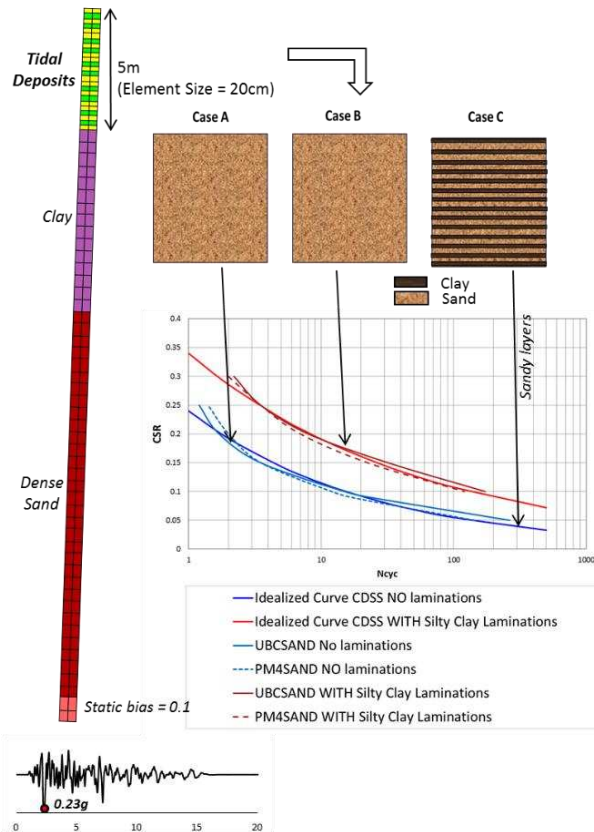 Tidal
Deposits
5m
(Element Size = 20cm)
Case A
Case B
Case C
Clay
Clay
Sand
Sandy layers
0.4
0.35
0.3
0.25
0.2
0.15
0.1
0.05
0
CSR
1
10
100
1000
Ncyc
Dense
Sand
Idealized Curve CDSS NO laminations
Idealized Curve CDSS WITH Silty Clay Laminations
UBCSAND No laminations
PM4SAND NO laminations
UBCSAND WITH Silty Clay Laminations
PM4SAND WITH Silty Clay Laminations
Static bias = 0.1
0.23g
0
5
10
15
20